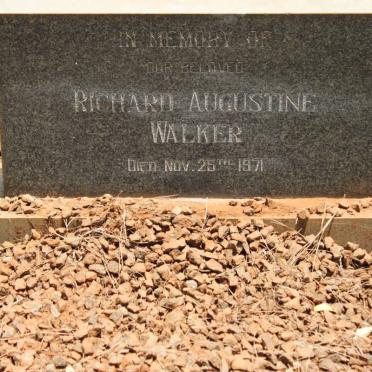 IN MEMORY OF
OUR BELOVED
RICHARD AUGUSTINE
WALKER
DIED NOV. 25TH 1971